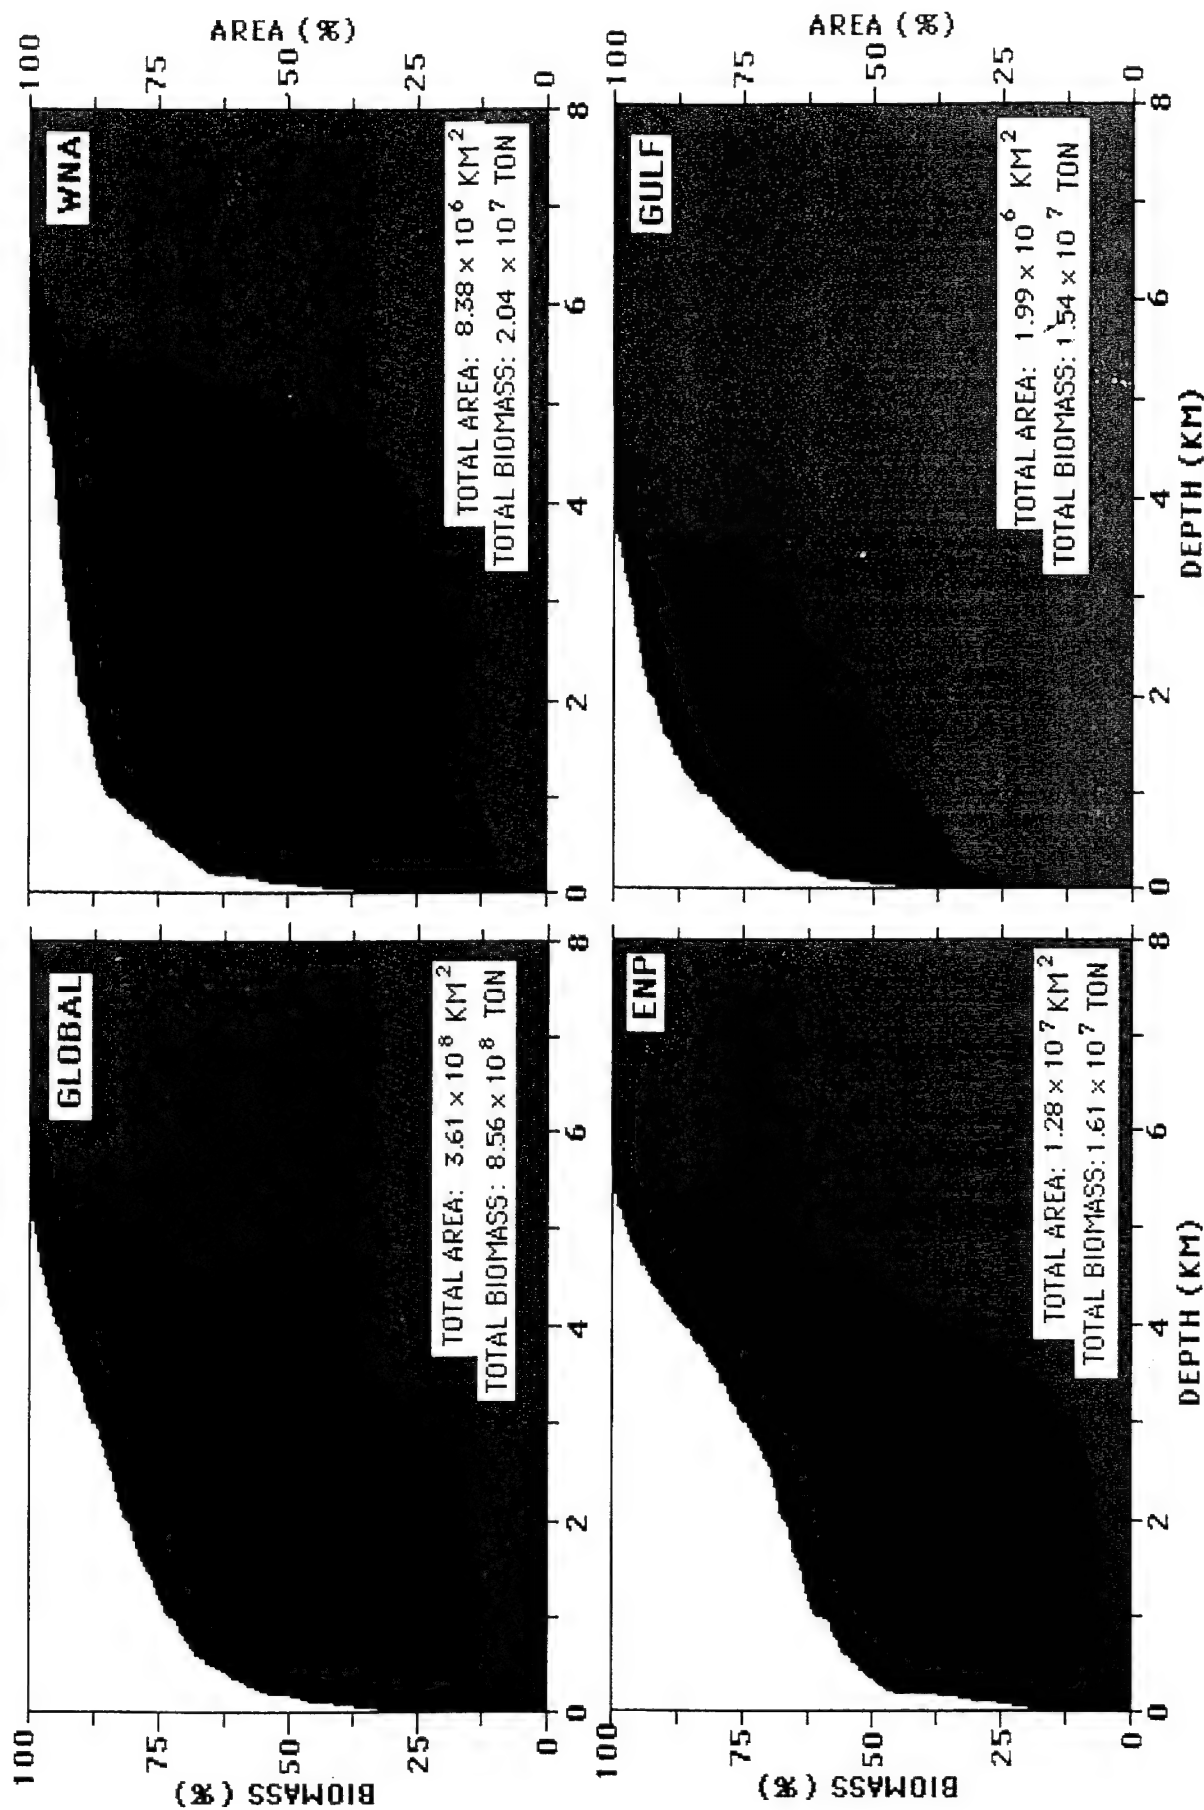 GLOBAL
BIOMASS (%)
100
75
50
25
0
TOTAL AREA: 3.61 × 10⁸ KM²
TOTAL BIOMASS: 8.56 × 10⁸ TON
0 2 4 6 8
WNA
AREA (%)
100
75
50
25
0
TOTAL AREA: 8.38 × 10⁶ KM²
TOTAL BIOMASS: 2.04 × 10⁷ TON
0 2 4 6 8
ENP
BIOMASS (%)
100
75
50
25
0
TOTAL AREA: 1.28 × 10⁷ KM²
TOTAL BIOMASS: 1.61 × 10⁷ TON
0 2 4 6 8
DEPTH (KM)
GULF
AREA (%)
100
75
50
25
0
TOTAL AREA: 1.99 × 10⁶ KM²
TOTAL BIOMASS: 1.54 × 10⁷ TON
0 2 4 6 8
DEPTH (KM)